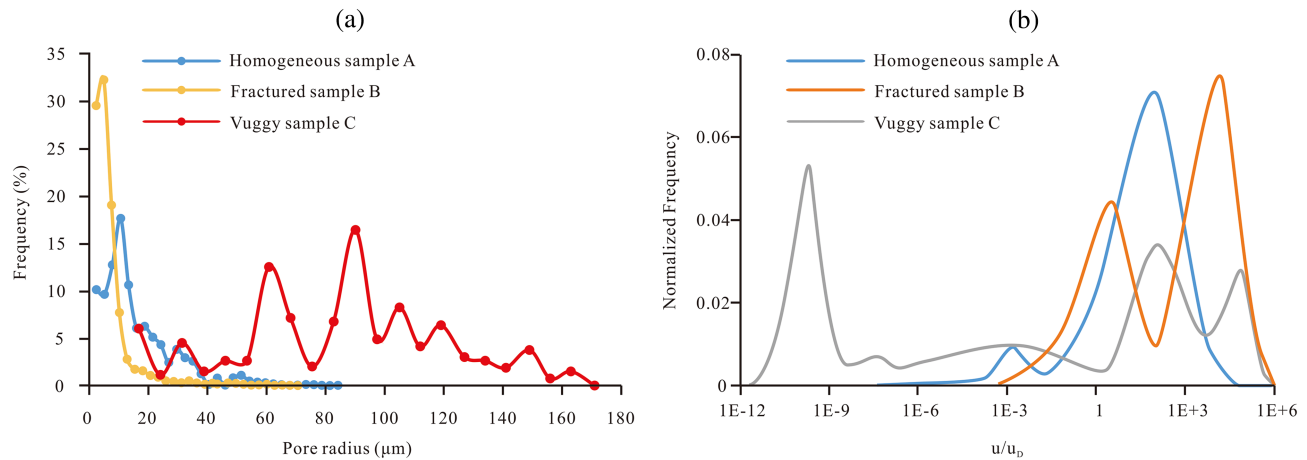 (a)
35
30
25
20
15
10
5
0
Frequency (%)
0 20 40 60 80 100 120 140 160 180
Pore radius (μm)
Homogeneous sample A
Fractured sample B
Vuggy sample C
(b)
0.08
0.06
0.04
0.02
0
Normalized Frequency
1E-12 1E-9 1E-6 1E-3 1 1E+3 1E+6
u/u_D
Homogeneous sample A
Fractured sample B
Vuggy sample C